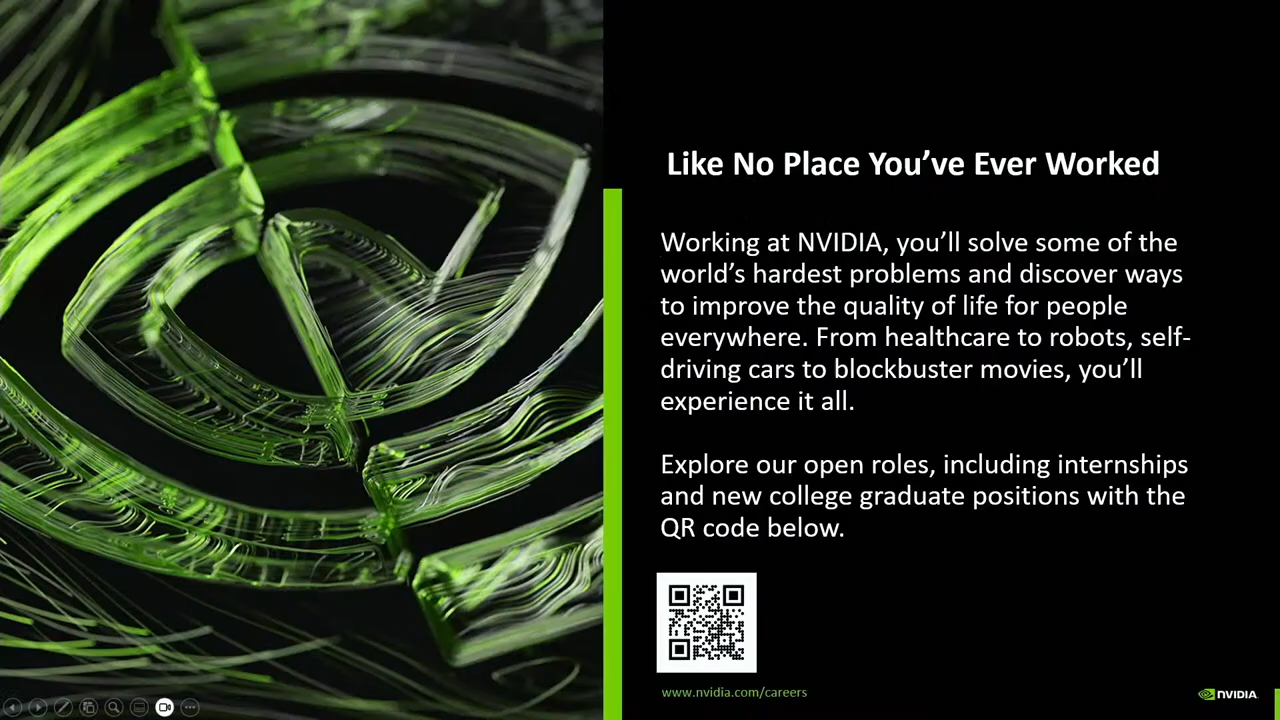 Like No Place You’ve Ever Worked
Working at NVIDIA, you’ll solve some of the
world’s hardest problems and discover ways
to improve the quality of life for people
everywhere. From healthcare to robots, self-
driving cars to blockbuster movies, you’ll
experience it all.
Explore our open roles, including internships
and new college graduate positions with the
QR code below.
www.nvidia.com/careers
NVIDIA